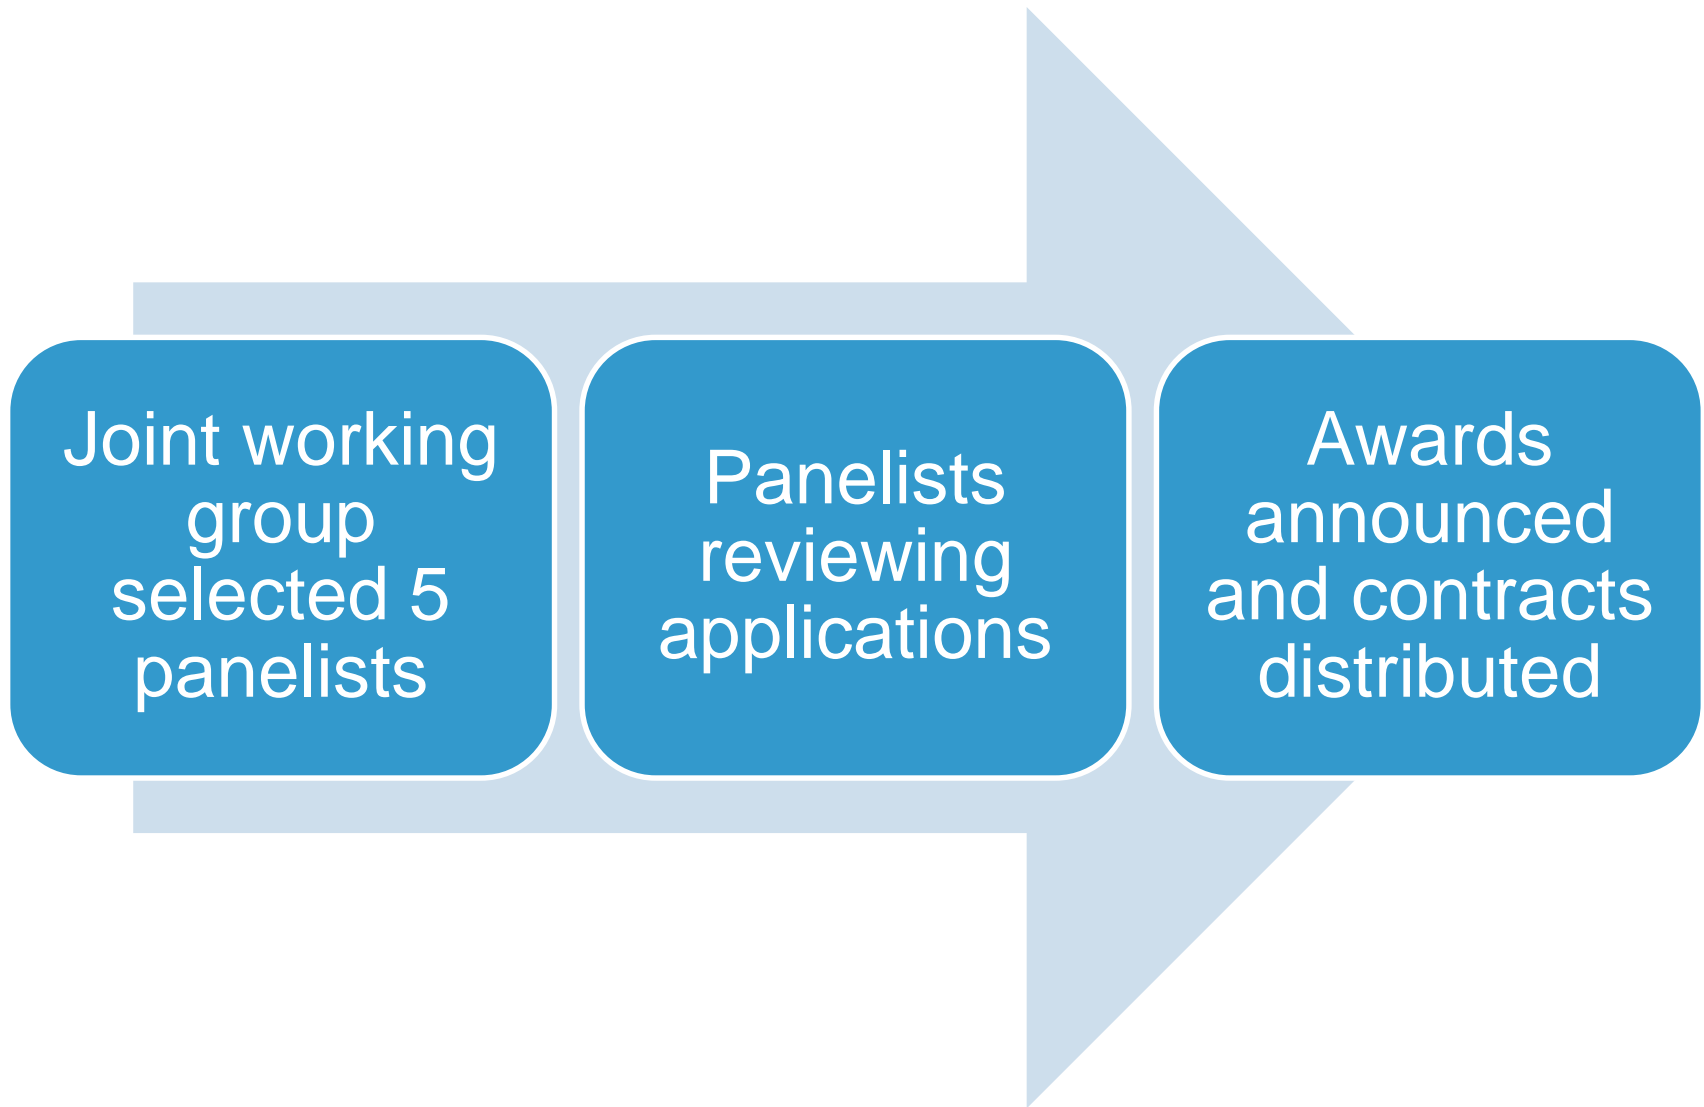 Joint working
group
selected 5
panelists
Panelists
reviewing
applications
Awards
announced
and contracts
distributed